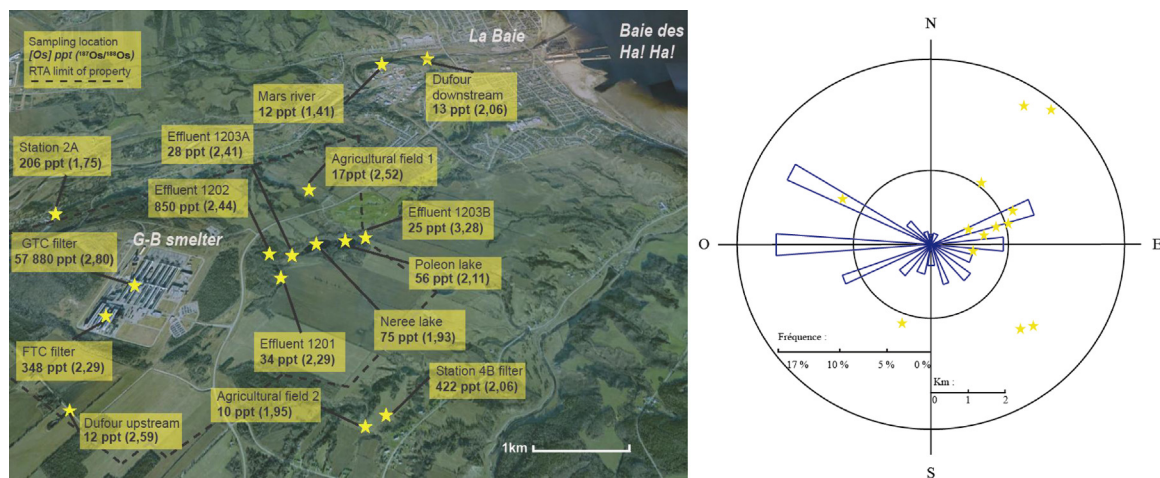 Sampling location
[Os] ppt (¹⁸⁷Os/¹⁸⁸Os)
RTA limit of property
La Baie
Baie des
Ha! Ha!
Mars river
12 ppt (1,41)
Dufour
downstream
13 ppt (2,06)
Effluent 1203A
28 ppt (2,41)
Station 2A
206 ppt (1,75)
Agricultural field 1
17ppt (2,52)
Effluent 1202
850 ppt (2,44)
Effluent 1203B
25 ppt (3,28)
G-B smelter
GTC filter
57 880 ppt (2,80)
Poleon lake
56 ppt (2,11)
Neree lake
75 ppt (1,93)
FTC filter
348 ppt (2,29)
Effluent 1201
34 ppt (2,29)
Station 4B filter
422 ppt (2,06)
Agricultural field 2
10 ppt (1,95)
Dufour upstream
12 ppt (2,59)
1km
N
O
E
S
Fréquence :
17% 10% 5% 0%
Km :
0 1 2